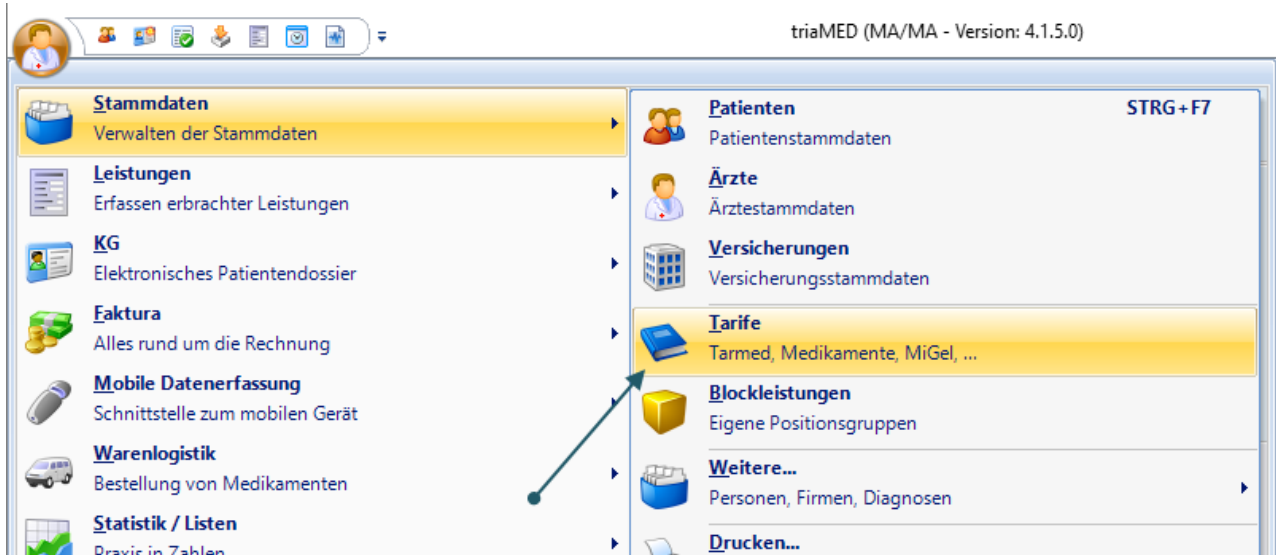 triaMED (MA/MA - Version: 4.1.5.0)
Stammdaten
Verwalten der Stammdaten
Leistungen
Erfassen erbrachter Leistungen
KG
Elektronisches Patientendossier
Faktura
Alles rund um die Rechnung
Mobile Datenerfassung
Schnittstelle zum mobilen Gerät
Warenlogistik
Bestellung von Medikamenten
Statistik / Listen
Praxis in Zahlen
Patienten STRG+F7
Patientenstammdaten
Ärzte
Ärztestammdaten
Versicherungen
Versicherungsstammdaten
Tarife
Tarmed, Medikamente, MiGel, ...
Blockleistungen
Eigene Positionsgruppen
Weitere...
Personen, Firmen, Diagnosen
Drucken...